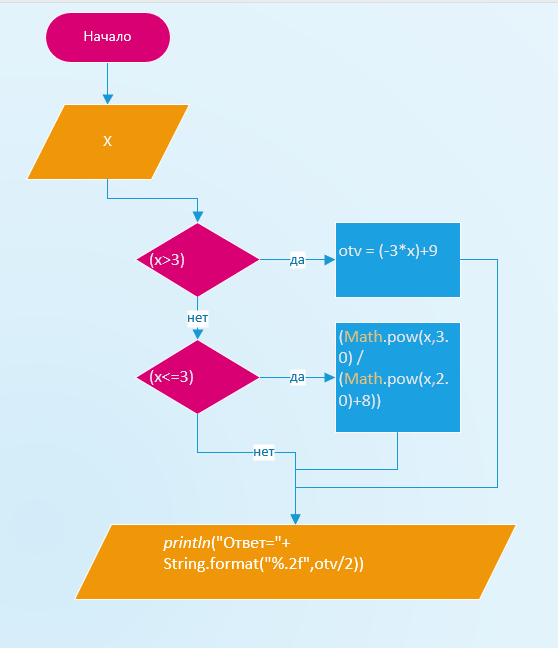 Начало
X
(x>3)
да
otv = (-3*x)+9
нет
(x<=3)
да
(Math.pow(x,3.
0) /
(Math.pow(x,2.
0)+8))
нет
println("Ответ="+
String.format("%.2f",otv/2))